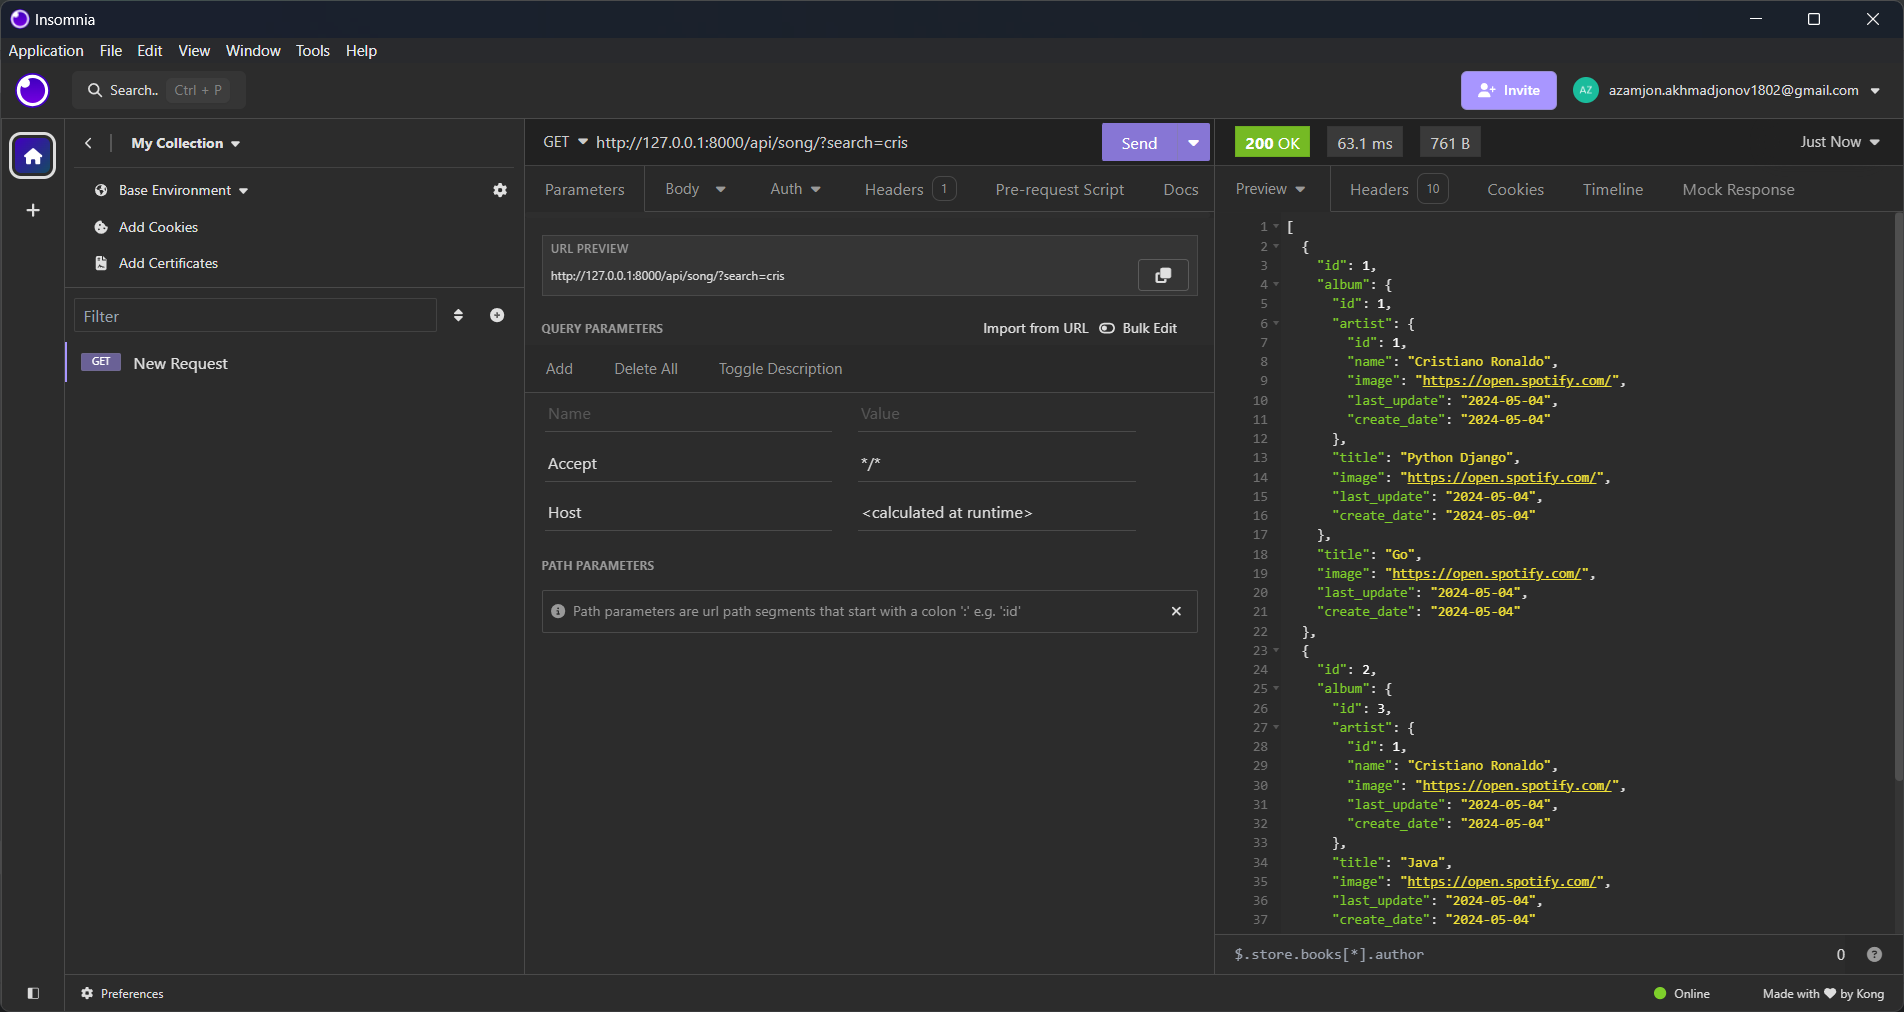 Insomnia
Application File Edit View Window Tools Help
Search.. Ctrl + P
Invite AZ azamjon.akhmadjonov1802@gmail.com
My Collection
Base Environment
Add Cookies
Add Certificates
Filter
GET New Request
GET http://127.0.0.1:8000/api/song/?search=cris Send
Parameters Body Auth Headers 1 Pre-request Script Docs
URL PREVIEW
http://127.0.0.1:8000/api/song/?search=cris
QUERY PARAMETERS Import from URL Bulk Edit
Add Delete All Toggle Description
Name Value
Accept */*
Host <calculated at runtime>
PATH PARAMETERS
Path parameters are url path segments that start with a colon ':' e.g. ':id'
200 OK 63.1 ms 761 B Just Now
Preview Headers 10 Cookies Timeline Mock Response
1 [
2 {
3 "id": 1,
4 "album": {
5 "id": 1,
6 "artist": {
7 "id": 1,
8 "name": "Cristiano Ronaldo",
9 "image": "https://open.spotify.com/",
10 "last_update": "2024-05-04",
11 "create_date": "2024-05-04"
12 },
13 "title": "Python Django",
14 "image": "https://open.spotify.com/",
15 "last_update": "2024-05-04",
16 "create_date": "2024-05-04"
17 },
18 "title": "Go",
19 "image": "https://open.spotify.com/",
20 "last_update": "2024-05-04",
21 "create_date": "2024-05-04"
22 },
23 {
24 "id": 2,
25 "album": {
26 "id": 3,
27 "artist": {
28 "id": 1,
29 "name": "Cristiano Ronaldo",
30 "image": "https://open.spotify.com/",
31 "last_update": "2024-05-04",
32 "create_date": "2024-05-04"
33 },
34 "title": "Java",
35 "image": "https://open.spotify.com/",
36 "last_update": "2024-05-04",
37 "create_date": "2024-05-04"
$.store.books[*].author 0
Preferences
Online Made with ♥ by Kong